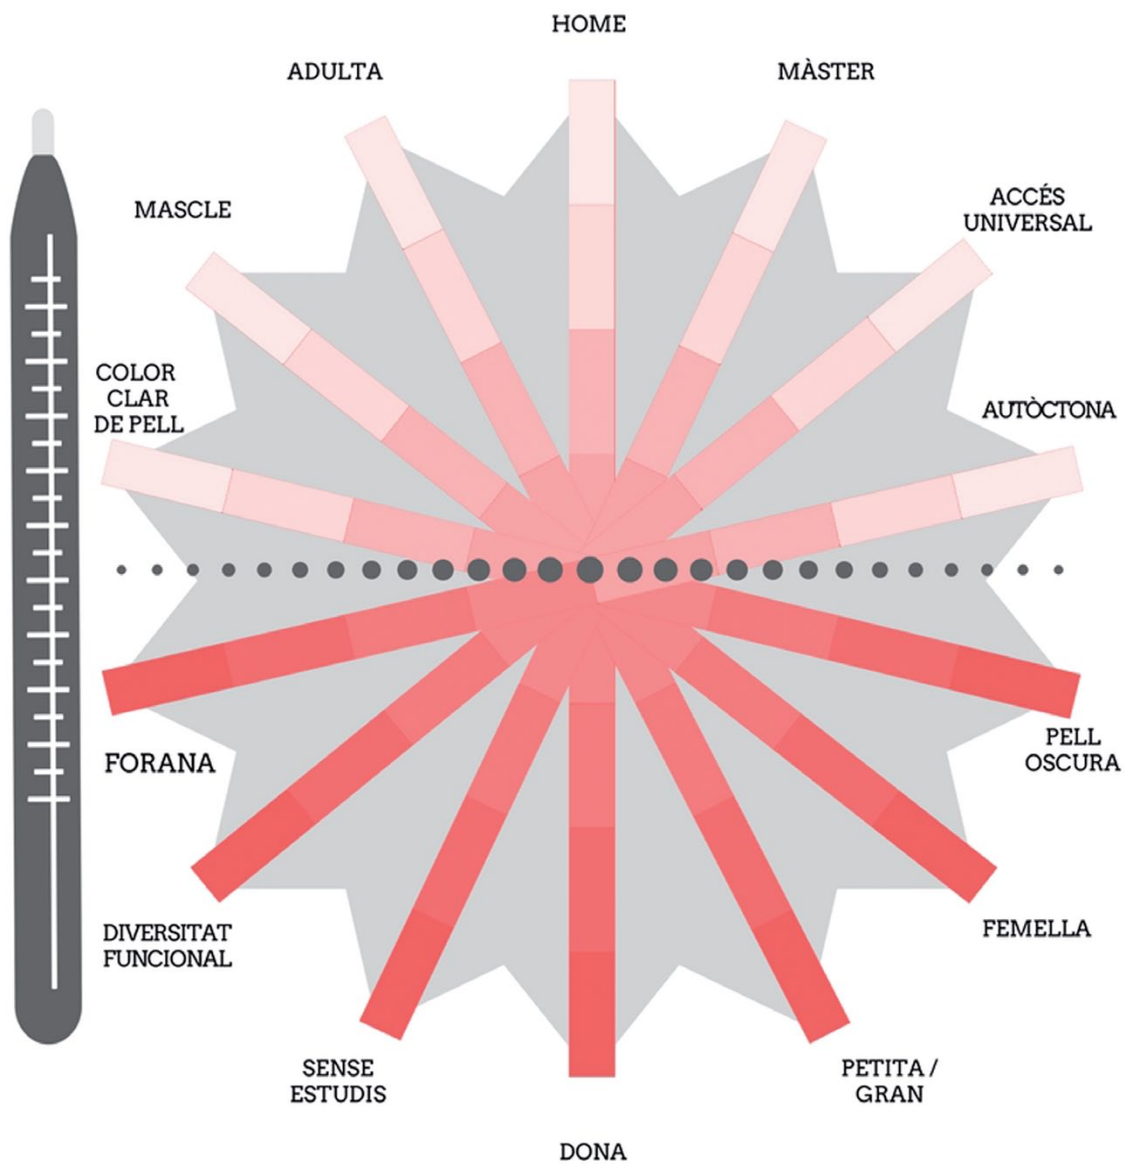 HOME
ADULTA
MÀSTER
MASCLE
ACCÉS
UNIVERSAL
COLOR
CLAR
DE PELL
AUTÒCTONA
FORANA
PELL
OSCURA
DIVERSITAT
FUNCIONAL
FEMELLA
SENSE
ESTUDIS
PETITA /
GRAN
DONA